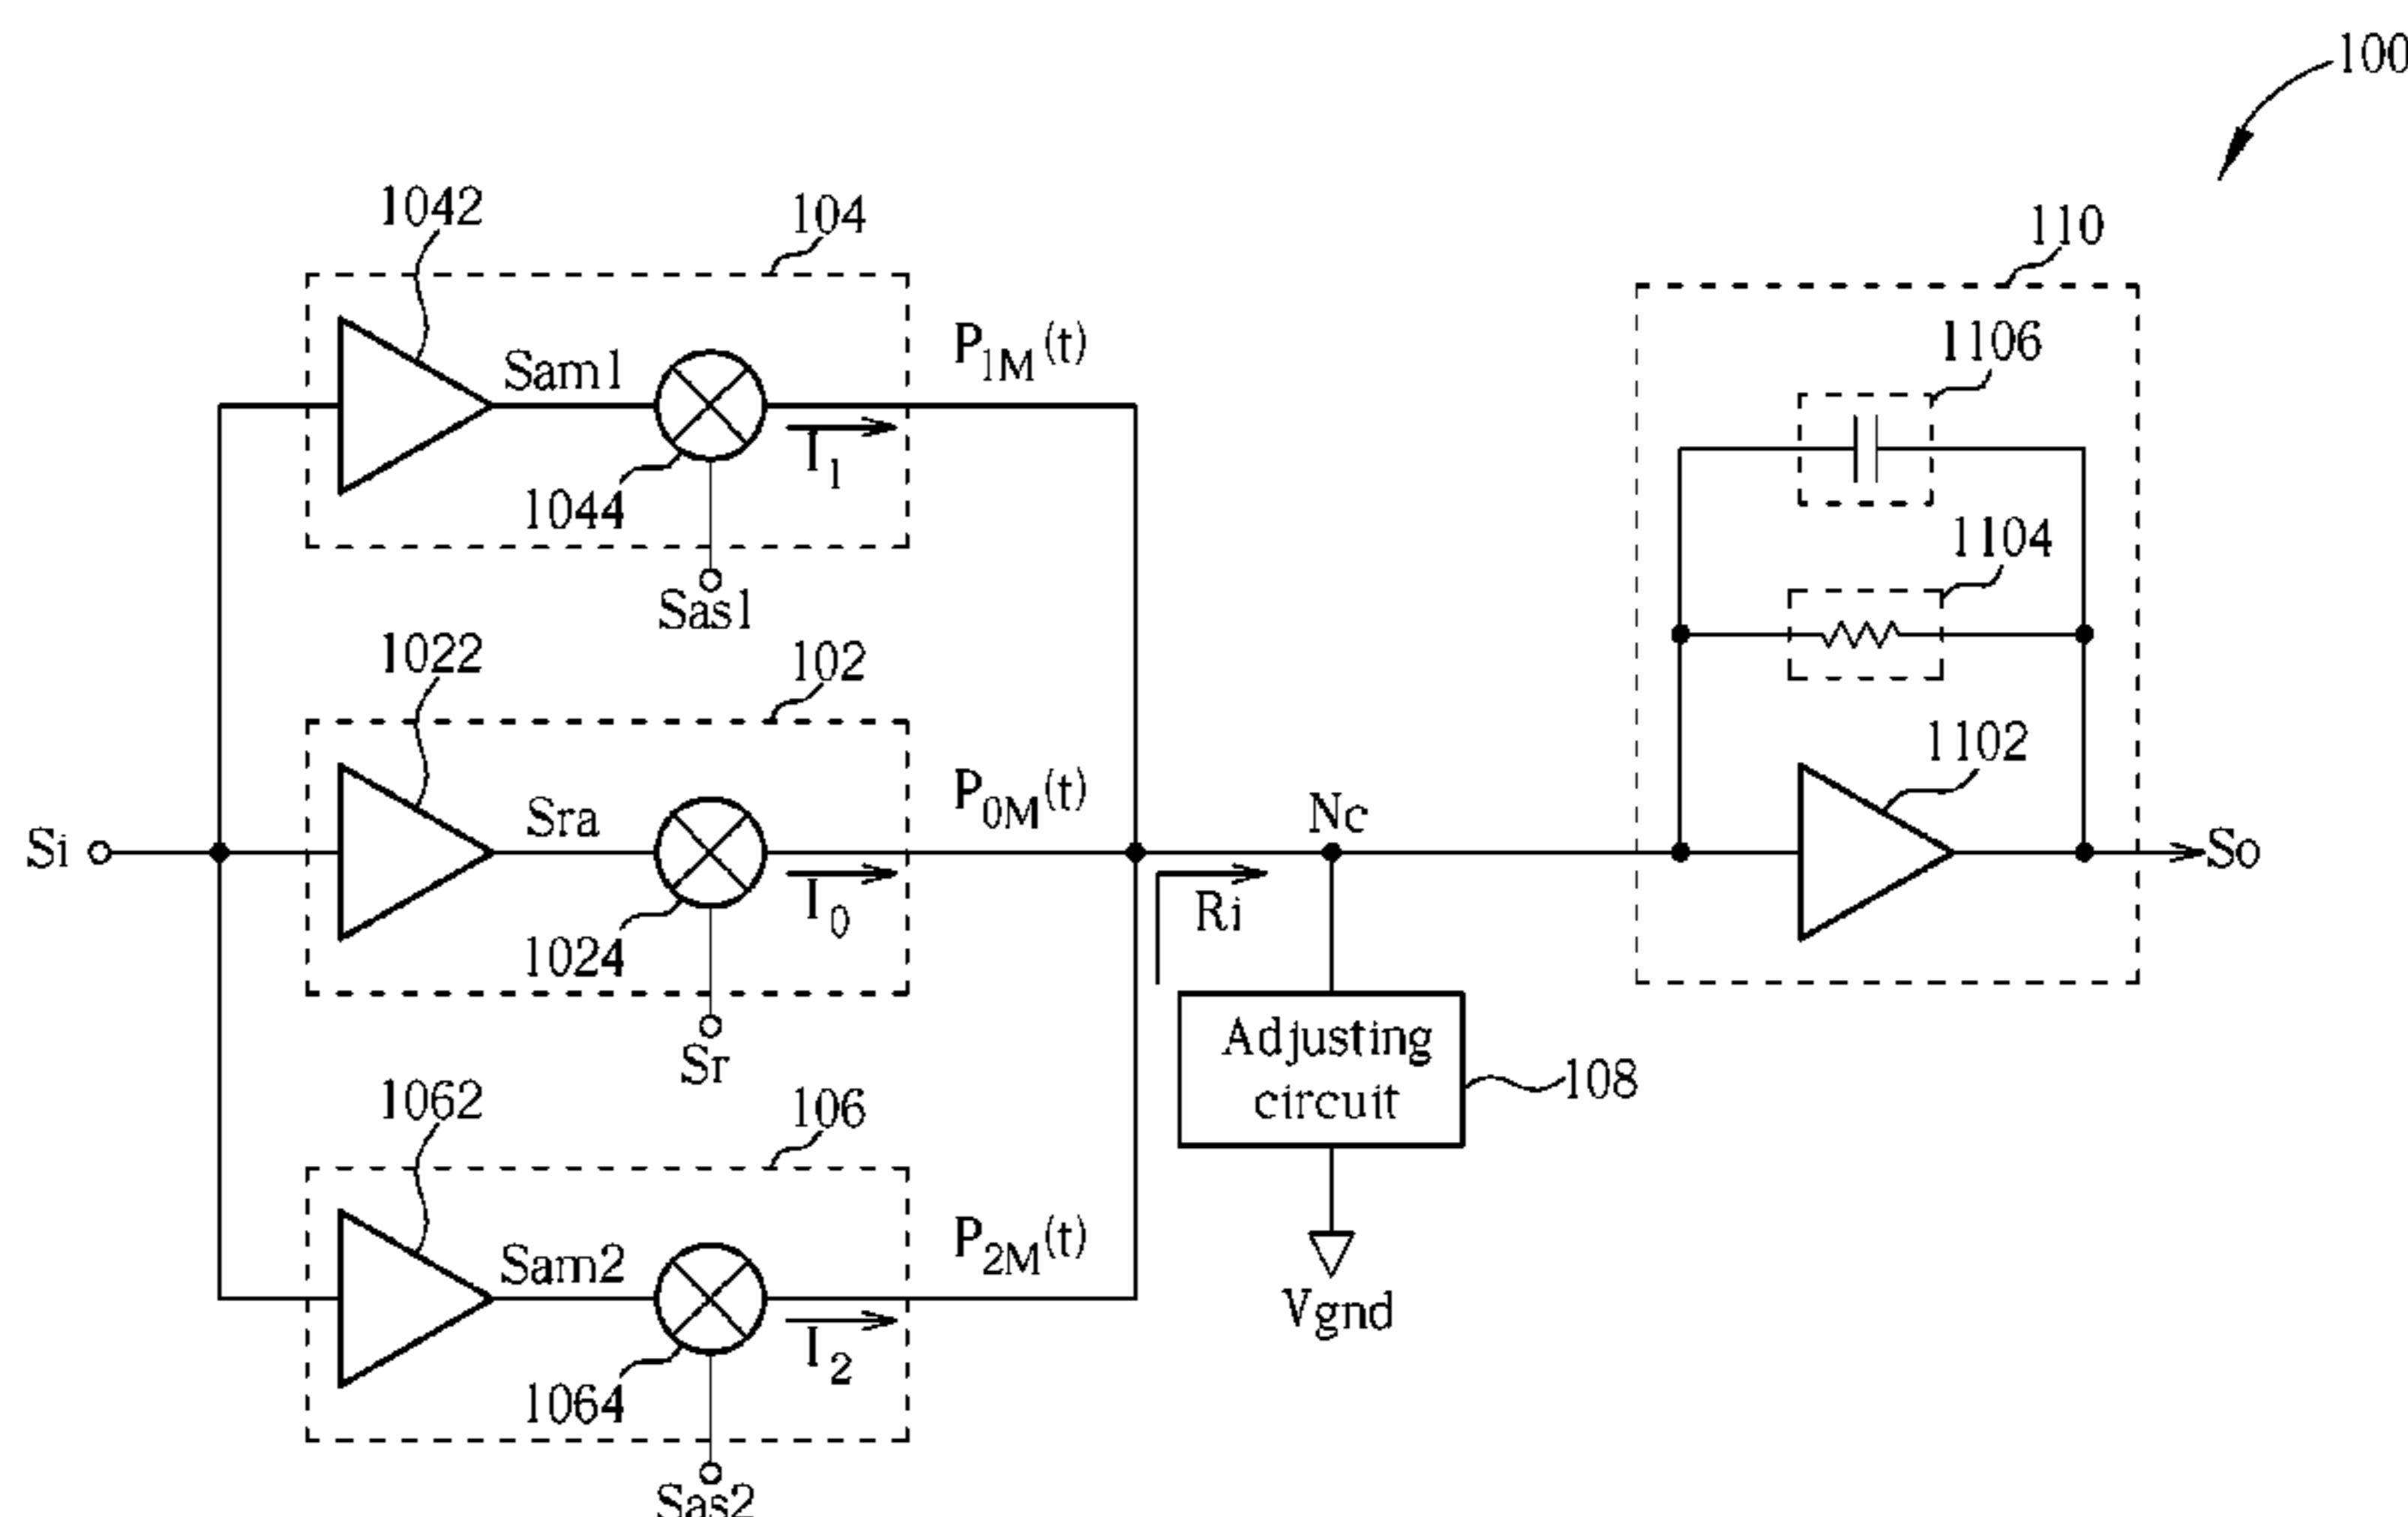 100
1042
104
110
1106
Sam1
P1M(t)
I1
1044
Sas1
1104
1022
102
1102
Sra
P0M(t)
Nc
Si
So
I0
Ri
1024
Sr
Adjusting
circuit
108
1062
106
Sam2
P2M(t)
Vgnd
I2
1064
Sas2